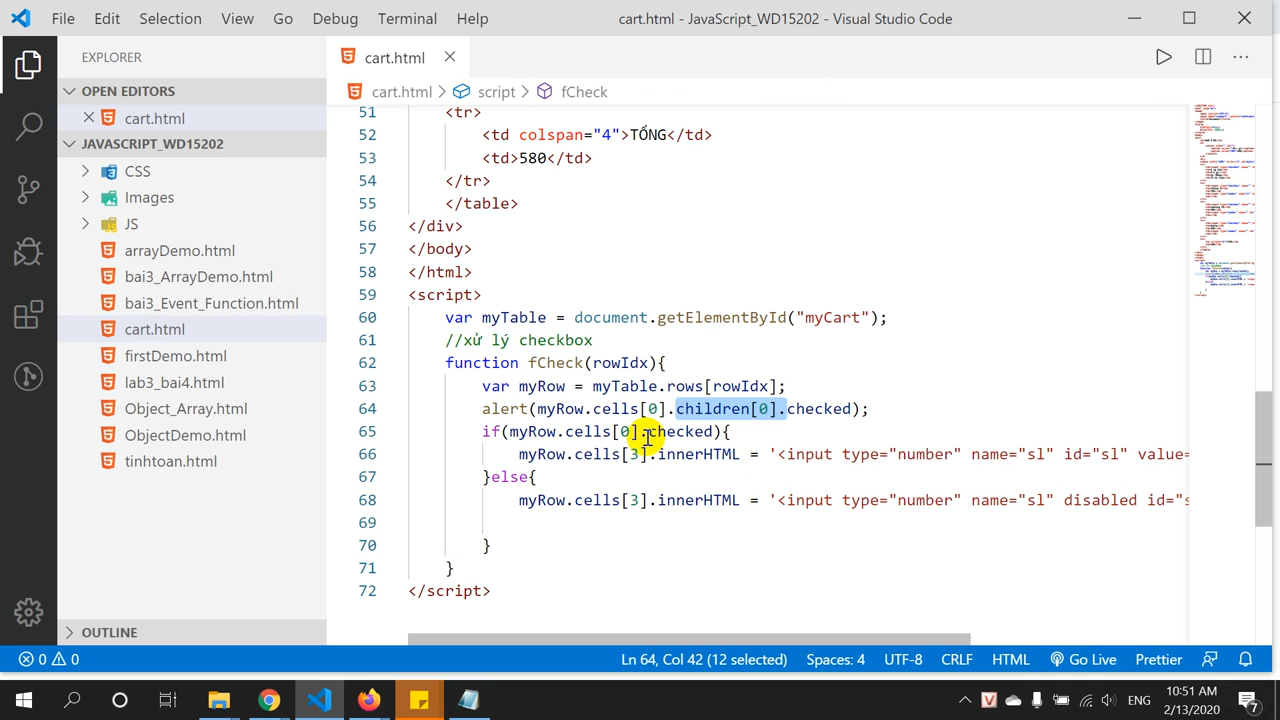 File Edit Selection View Go Debug Terminal Help cart.html - JavaScript_WD15202 - Visual Studio Code
EXPLORER
OPEN EDITORS
cart.html
JAVASCRIPT_WD15202
CSS
Images
JS
arrayDemo.html
bai3_ArrayDemo.html
bai3_Event_Function.html
cart.html
firstDemo.html
lab3_bai4.html
Object_Array.html
ObjectDemo.html
tinhtoan.html
OUTLINE
cart.html
cart.html > script > fCheck
51 <tr>
52 <td colspan="4">TỔNG</td>
53 <td>580</td>
54 </tr>
55 </table>
56 </div>
57 </body>
58 </html>
59 <script>
60 var myTable = document.getElementById("myCart");
61 //xử lý checkbox
62 function fCheck(rowIdx){
63 var myRow = myTable.rows[rowIdx];
64 alert(myRow.cells[0].children[0].checked);
65 if(myRow.cells[0].checked){
66 myRow.cells[3].innerHTML = '<input type="number" name="sl" id="sl" value=
67 }else{
68 myRow.cells[3].innerHTML = '<input type="number" name="sl" disabled id="s
69
70 }
71 }
72 </script>
0 0 Ln 64, Col 42 (12 selected) Spaces: 4 UTF-8 CRLF HTML Go Live Prettier
ENG 10:51 AM
2/13/2020 7